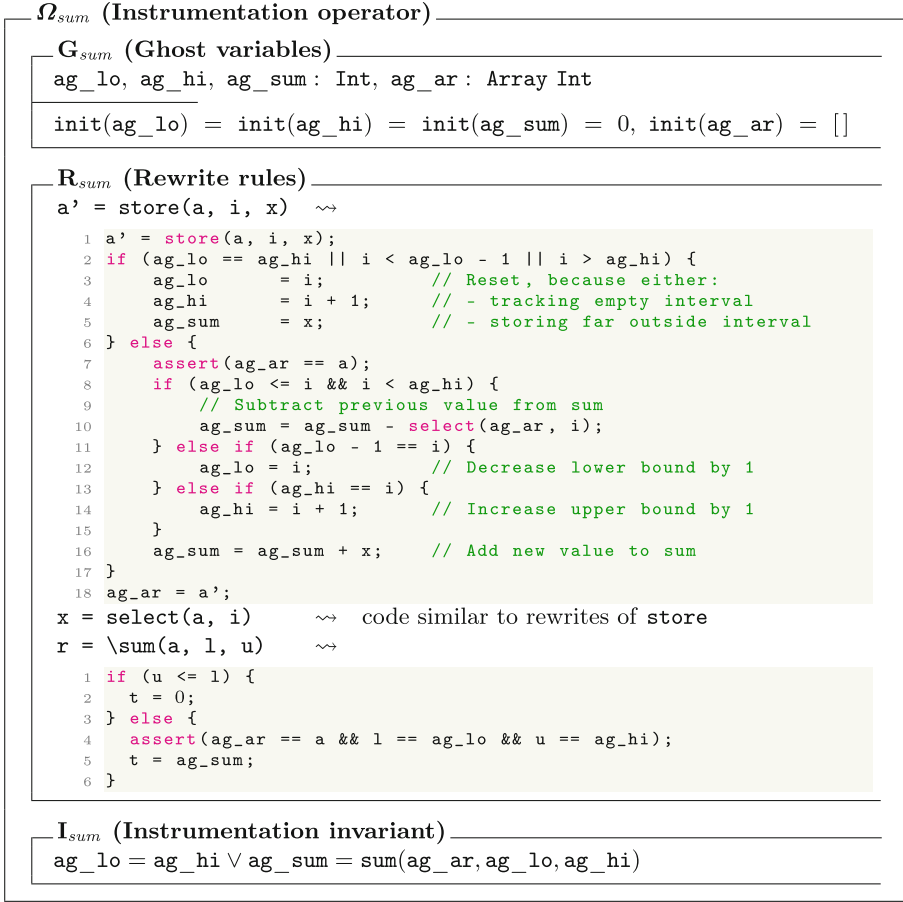 Ω_sum (Instrumentation operator)
G_sum (Ghost variables)
ag_lo, ag_hi, ag_sum : Int, ag_ar : Array Int
init(ag_lo) = init(ag_hi) = init(ag_sum) = 0, init(ag_ar) = []
R_sum (Rewrite rules)
a' = store(a, i, x) ⇝
1 a' = store(a, i, x);
2 if (ag_lo == ag_hi || i < ag_lo - 1 || i > ag_hi) {
3 ag_lo = i; // Reset, because either:
4 ag_hi = i + 1; // - tracking empty interval
5 ag_sum = x; // - storing far outside interval
6 } else {
7 assert(ag_ar == a);
8 if (ag_lo <= i && i < ag_hi) {
9 // Subtract previous value from sum
10 ag_sum = ag_sum - select(ag_ar, i);
11 } else if (ag_lo - 1 == i) {
12 ag_lo = i; // Decrease lower bound by 1
13 } else if (ag_hi == i) {
14 ag_hi = i + 1; // Increase upper bound by 1
15 }
16 ag_sum = ag_sum + x; // Add new value to sum
17 }
18 ag_ar = a';
x = select(a, i) ⇝ code similar to rewrites of store
r = \sum(a, l, u) ⇝
1 if (u <= l) {
2 t = 0;
3 } else {
4 assert(ag_ar == a && l == ag_lo && u == ag_hi);
5 t = ag_sum;
6 }
I_sum (Instrumentation invariant)
ag_lo = ag_hi ∨ ag_sum = sum(ag_ar, ag_lo, ag_hi)